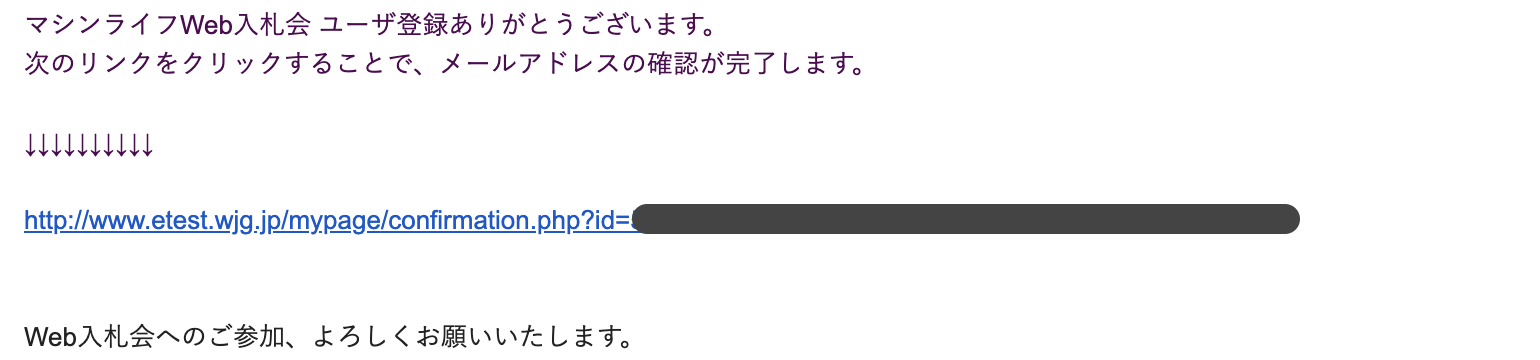 マシンライフWeb入札会 ユーザ登録ありがとうございます。
次のリンクをクリックすることで、メールアドレスの確認が完了します。
↓↓↓↓↓↓↓↓↓↓
http://www.etest.wjg.jp/mypage/confirmation.php?id=
Web入札会へのご参加、よろしくお願いいたします。